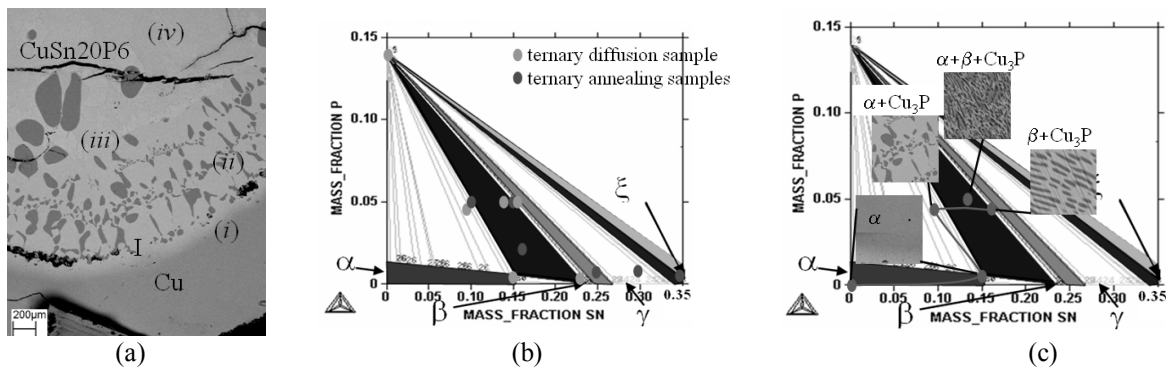 CuSn20P6
(iv)
(iii)
(ii)
(i)
I
Cu
200μm
(a)
MASS_FRACTION P
0.15
0.10
0.05
0
ternary diffusion sample
ternary annealing samples
ξ
α
β
γ
0 0.05 0.10 0.15 0.20 0.25 0.30 0.35
MASS_FRACTION SN
(b)
MASS_FRACTION P
0.15
0.10
0.05
0
α+β+Cu3P
α+Cu3P
β+Cu3P
α
α
β
γ
0 0.05 0.10 0.15 0.20 0.25 0.30 0.35
MASS_FRACTION SN
(c)